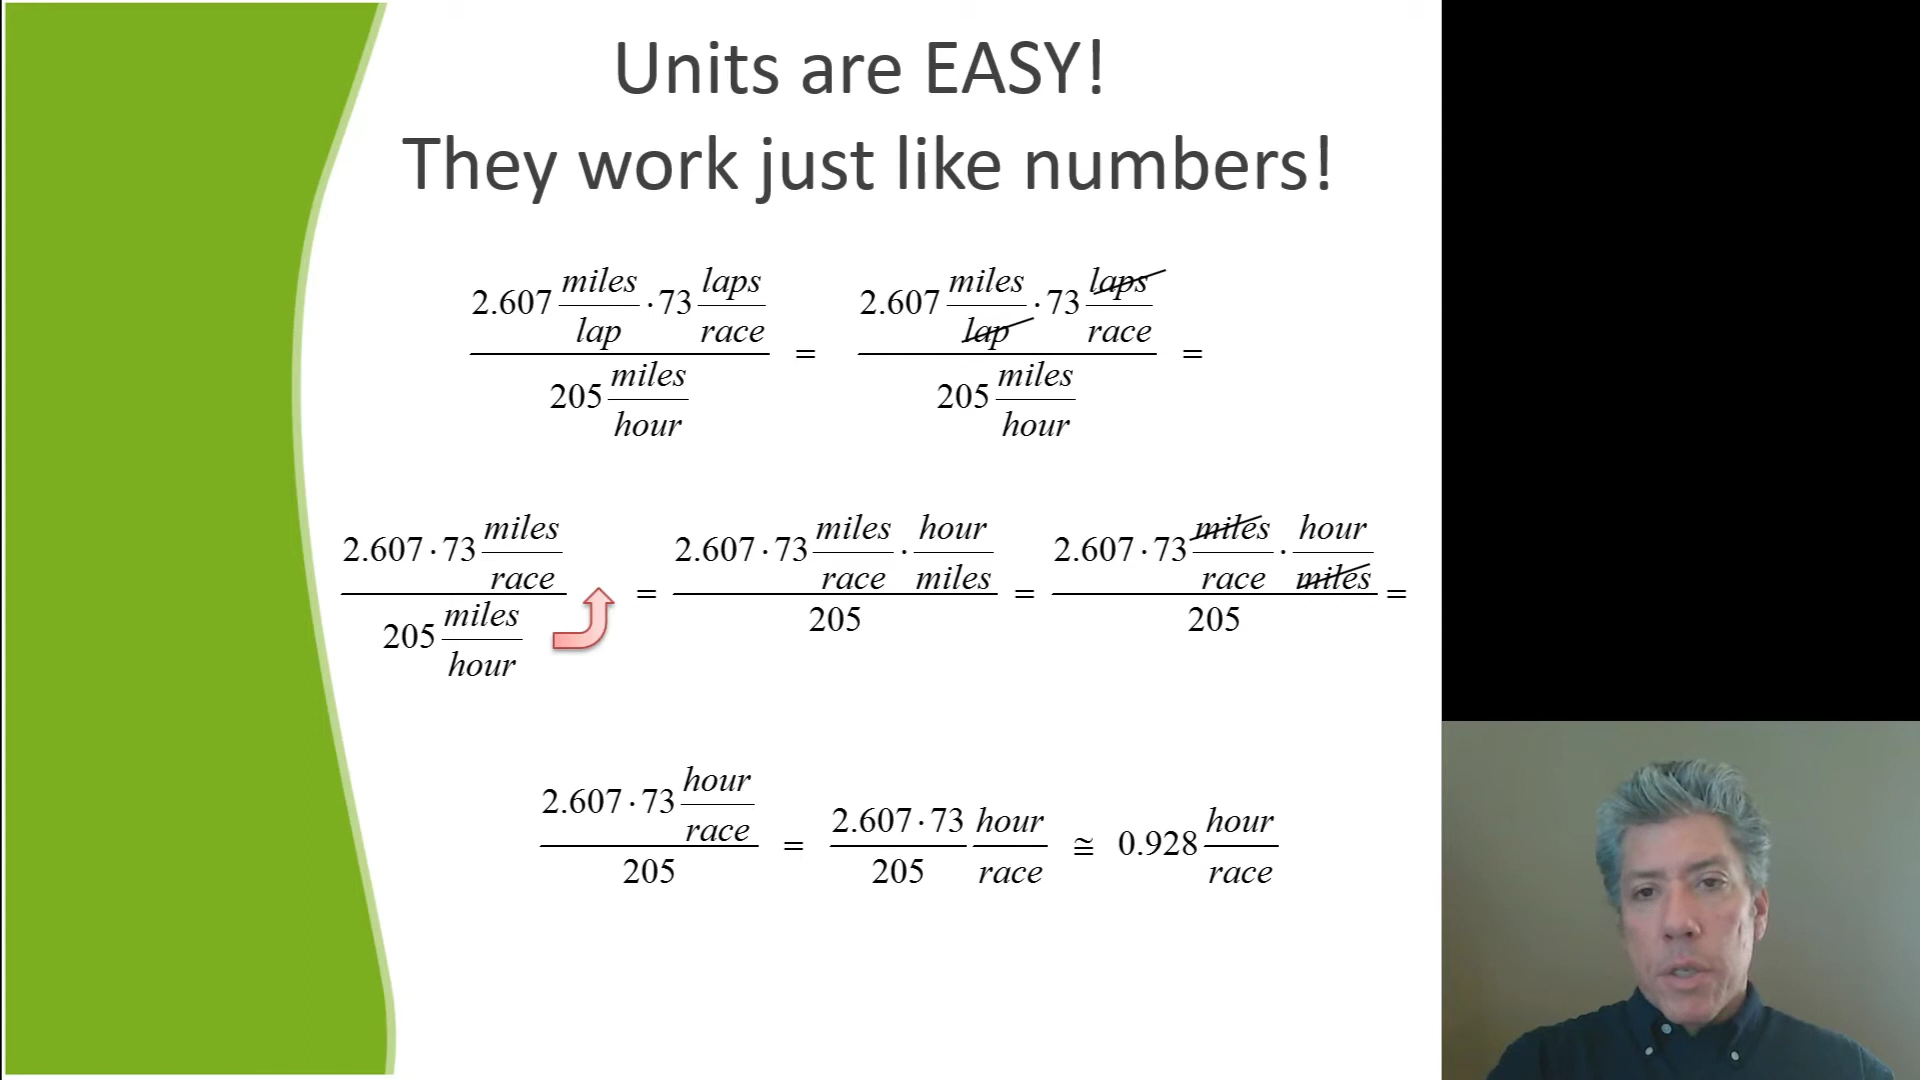 Units are EASY!
They work just like numbers!
2.607 miles/lap · 73 laps/race / 205 miles/hour = 2.607 miles/lap · 73 laps/race / 205 miles/hour =
2.607 · 73 miles/race / 205 miles/hour = 2.607 · 73 miles/race · hour/miles / 205 = 2.607 · 73 miles/race · hour/miles / 205 =
2.607 · 73 hour/race / 205 = 2.607 · 73 / 205 hour/race ≅ 0.928 hour/race